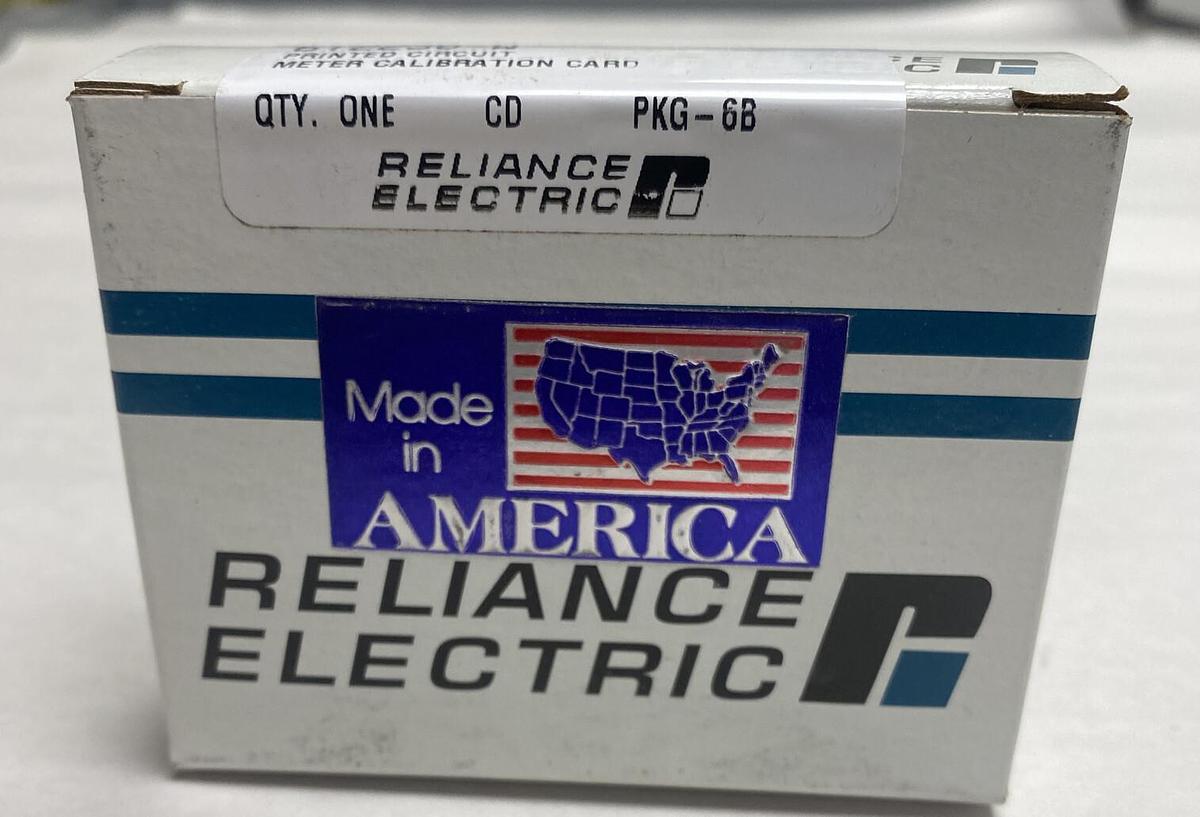 PRINTED CIRCUIT
METER CALIBRATION CARD
QTY. ONE CD PKG-6B
RELIANCE
ELECTRIC
Made
in
AMERICA
RELIANCE
ELECTRIC